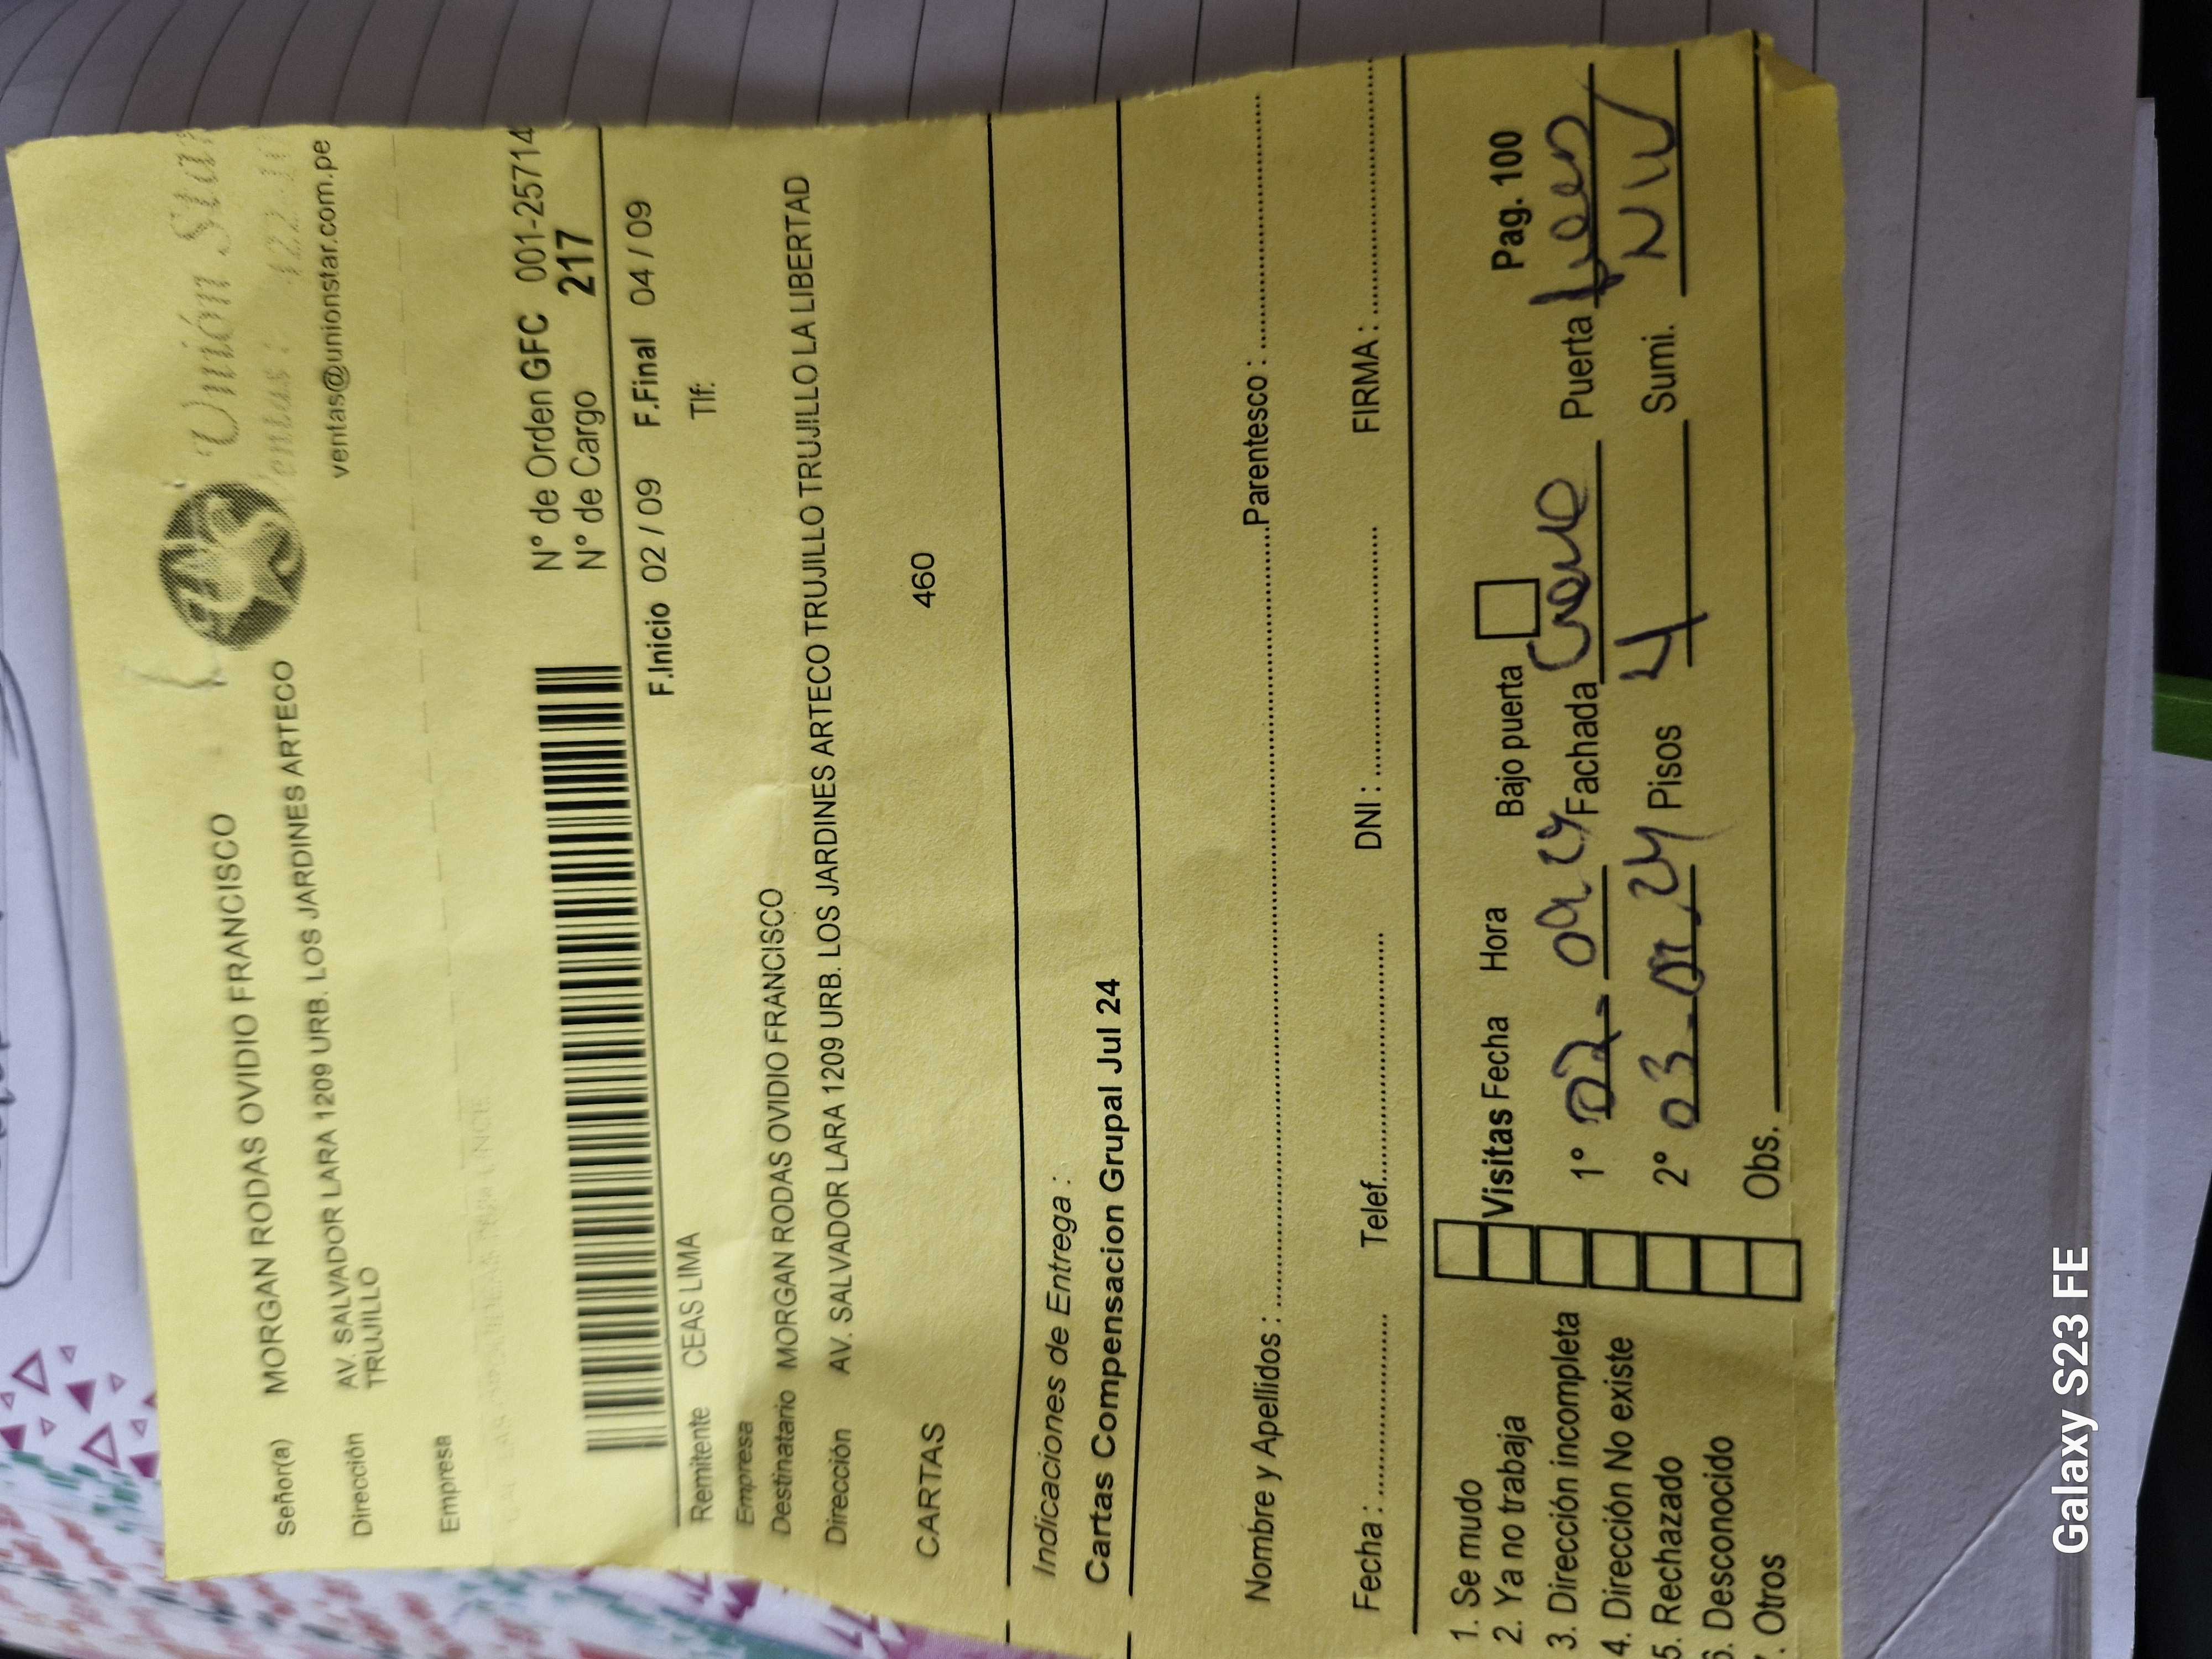 Unión Star
Señor(a) MORGAN RODAS OVIDIO FRANCISCO
ventas@unionstar.com.pe
Dirección AV. SALVADOR LARA 1209 URB. LOS JARDINES ARTECO
TRUJILLO
Empresa
N° de Orden GFC 001-25714
N° de Cargo 217
Remitente CEAS LIMA F.Inicio 02 / 09 F.Final 04 / 09
Empresa Tlf:
Destinatario MORGAN RODAS OVIDIO FRANCISCO
Dirección AV. SALVADOR LARA 1209 URB. LOS JARDINES ARTECO TRUJILLO TRUJILLO TRUJILLO LA LIBERTAD
CARTAS 460
Indicaciones de Entrega :
Cartas Compensacion Grupal Jul 24
Nombre y Apellidos : Parentesco :
Fecha : Telef. DNI : FIRMA :
1. Se mudo
2. Ya no trabaja Visitas Fecha Hora Bajo puerta Pag. 100
3. Dirección incompleta 1° 02- 09 24 Fachada Puerta
4. Dirección No existe
5. Rechazado 2° 03- 24 Pisos 4 Sumi.
6. Desconocido
. Otros Obs.
Galaxy S23 FE